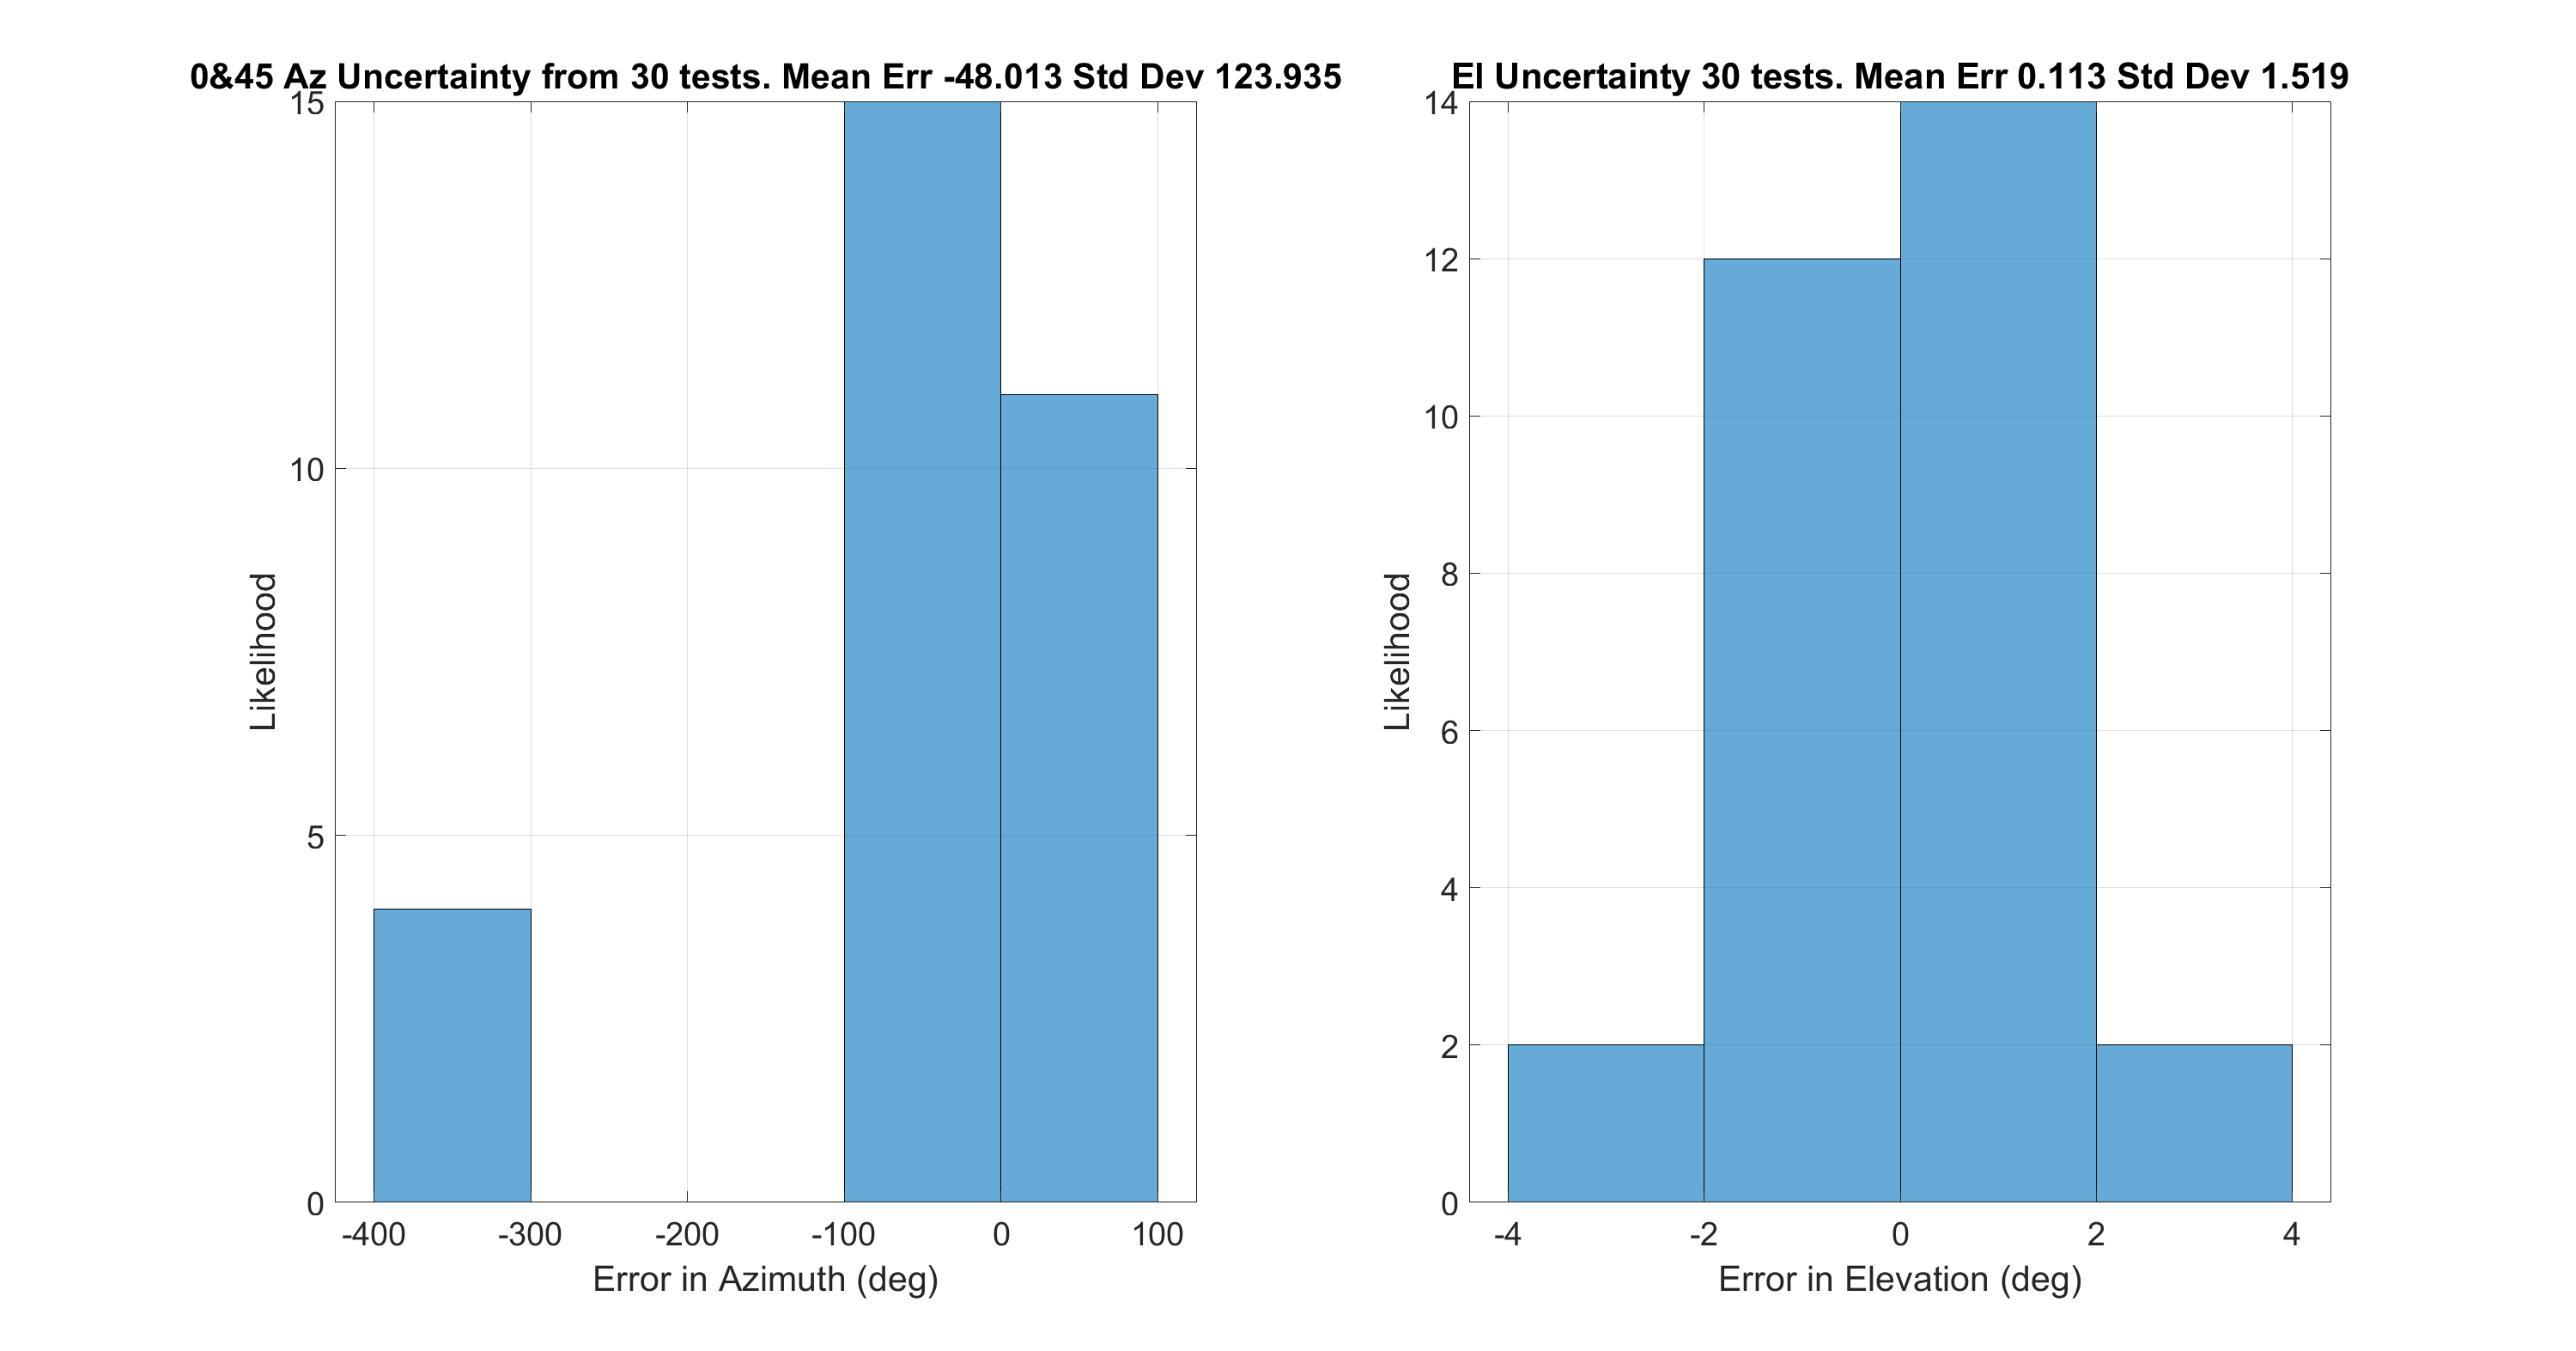 0&45 Az Uncertainty from 30 tests. Mean Err -48.013 Std Dev 123.935
15
10
5
0
Likelihood
-400 -300 -200 -100 0 100
Error in Azimuth (deg)
El Uncertainty 30 tests. Mean Err 0.113 Std Dev 1.519
14
12
10
8
6
4
2
0
Likelihood
-4 -2 0 2 4
Error in Elevation (deg)